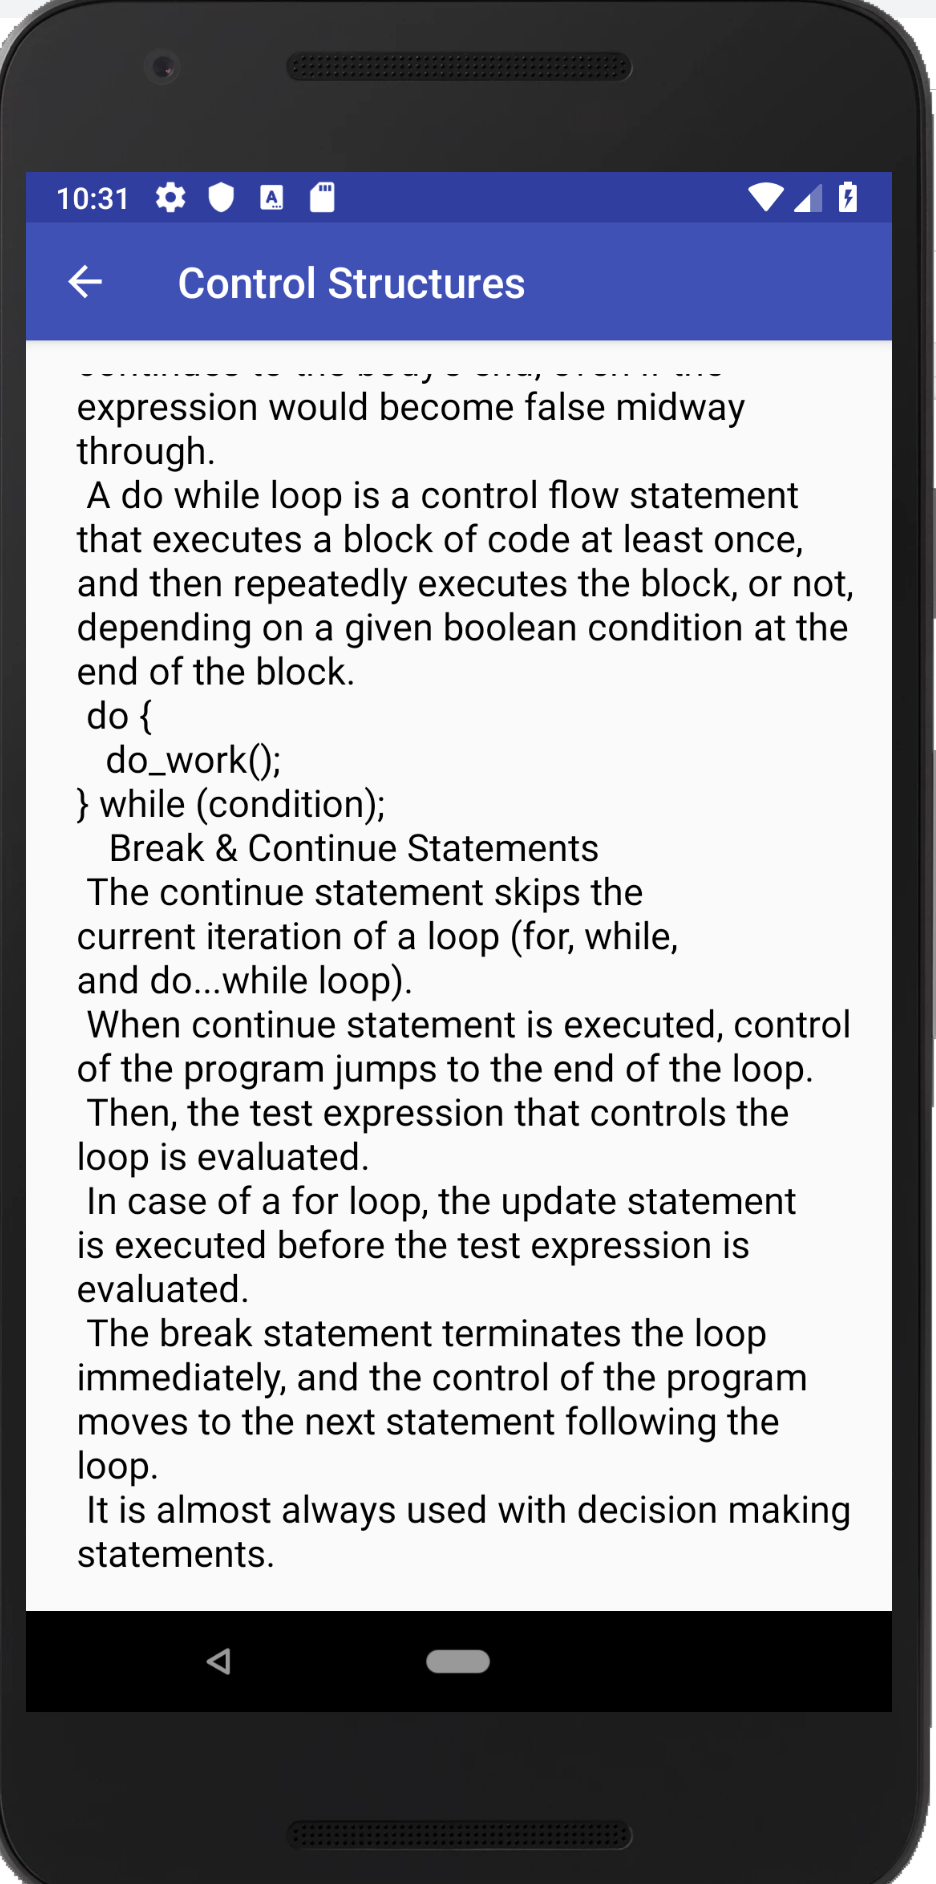 10:31
Control Structures
expression would become false midway
through.
A do while loop is a control flow statement
that executes a block of code at least once,
and then repeatedly executes the block, or not,
depending on a given boolean condition at the
end of the block.
do {
do_work();
} while (condition);
Break & Continue Statements
The continue statement skips the
current iteration of a loop (for, while,
and do...while loop).
When continue statement is executed, control
of the program jumps to the end of the loop.
Then, the test expression that controls the
loop is evaluated.
In case of a for loop, the update statement
is executed before the test expression is
evaluated.
The break statement terminates the loop
immediately, and the control of the program
moves to the next statement following the
loop.
It is almost always used with decision making
statements.